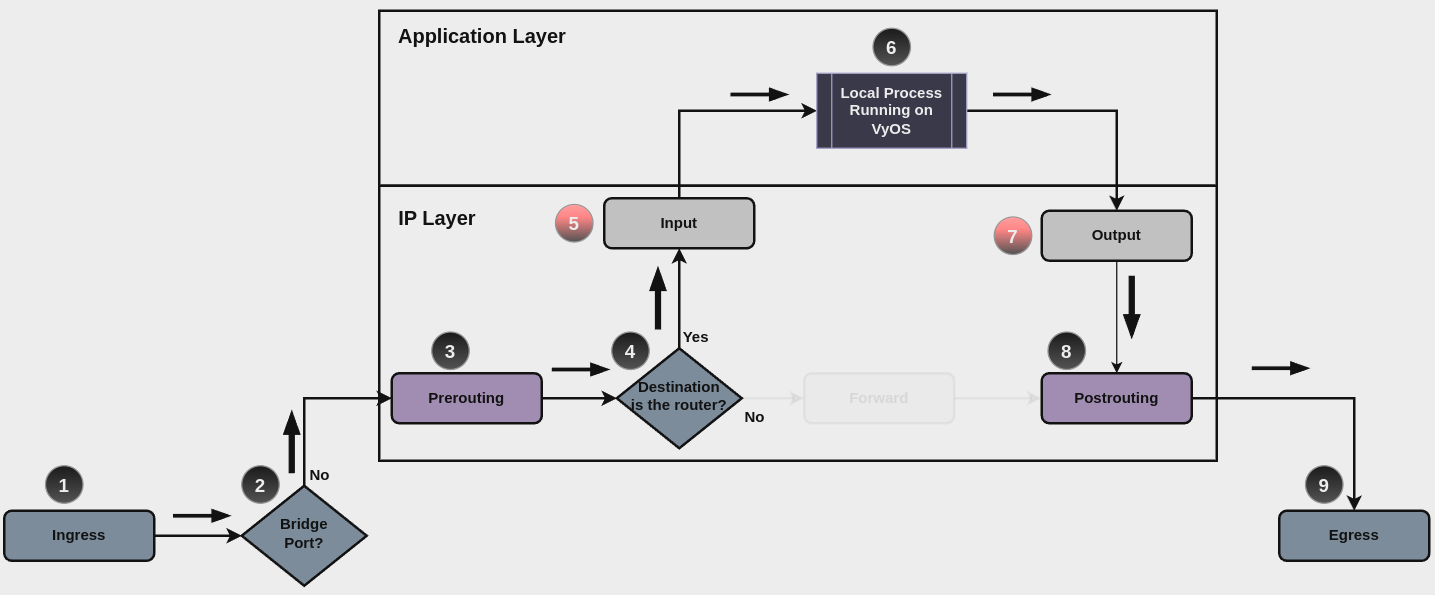 Application Layer
6
Local Process
Running on
VyOS
IP Layer
5
Input
7
Output
Yes
3
4
8
Prerouting
Destination
is the router?
No
Forward
Postrouting
1
2
No
9
Ingress
Bridge
Port?
Egress